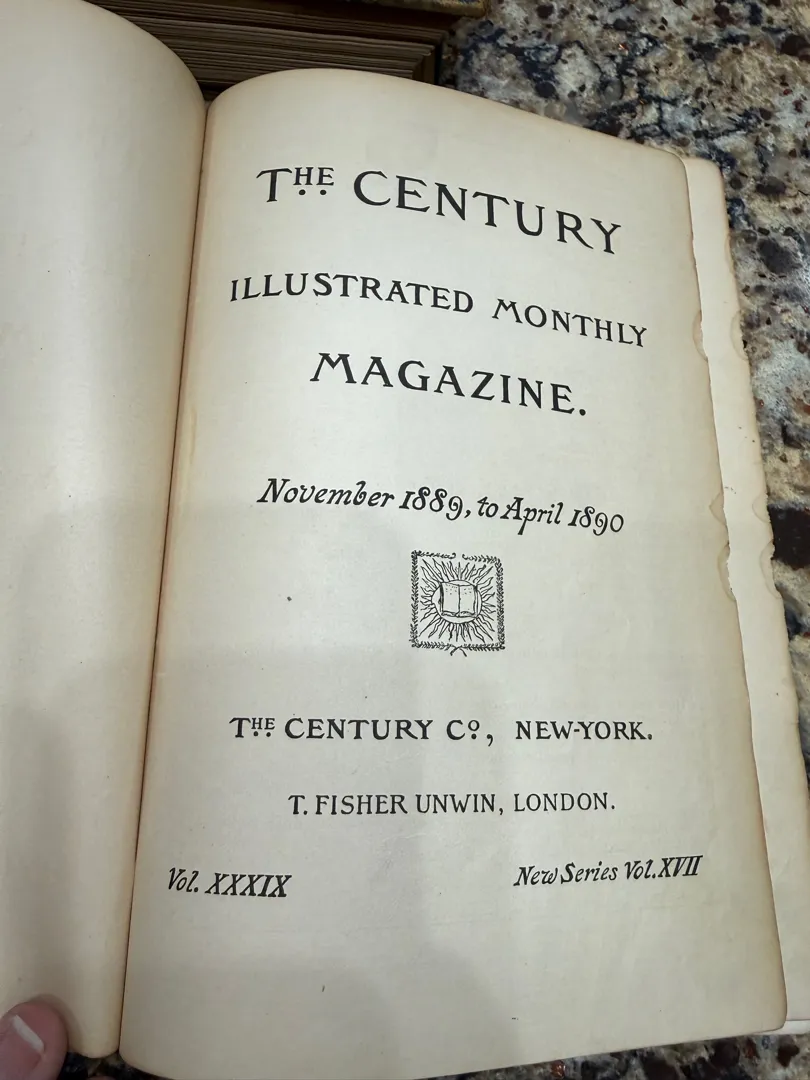 THE CENTURY
ILLUSTRATED MONTHLY
MAGAZINE.
November 1889, to April 1890
THE CENTURY Co, NEW-YORK.
T. FISHER UNWIN, LONDON.
Vol. XXXIX New Series Vol. XVII